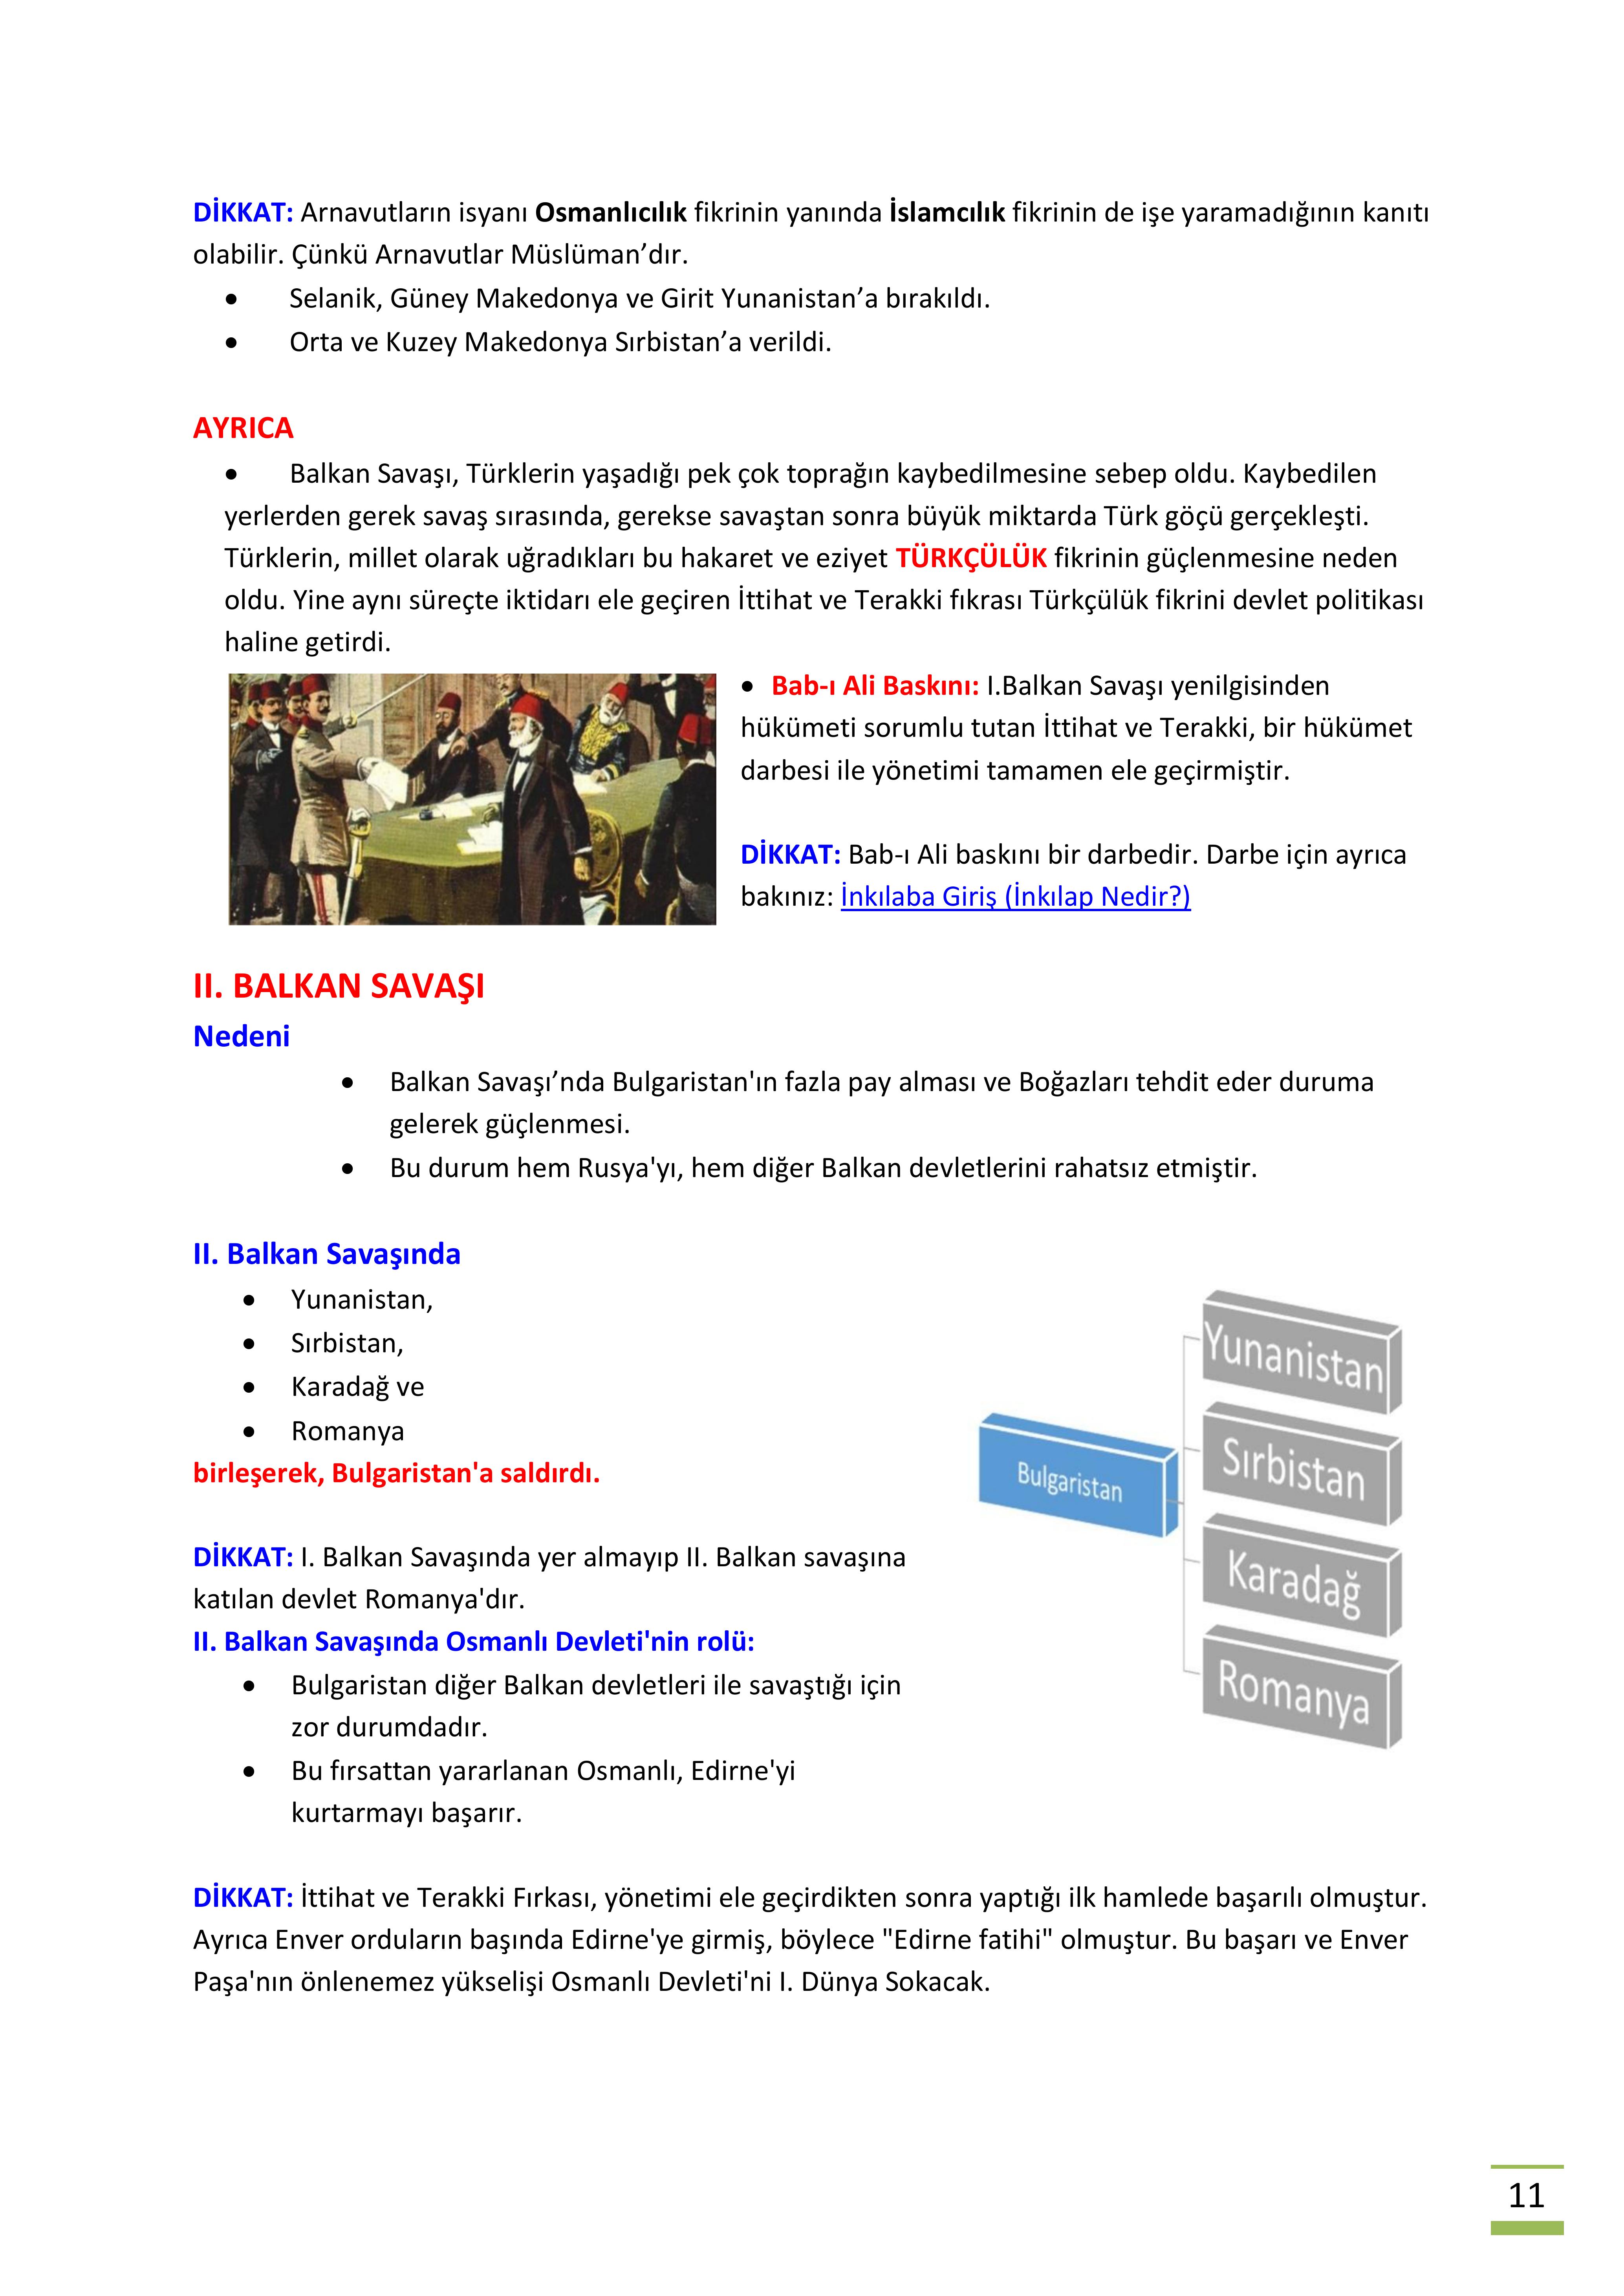 DİKKAT: Arnavutların isyanı Osmanlıcılık fikrinin yanında İslamcılık fikrinin de işe yaramadığının kanıtı
olabilir. Çünkü Arnavutlar Müslüman’dır.
• Selanik, Güney Makedonya ve Girit Yunanistan’a bırakıldı.
• Orta ve Kuzey Makedonya Sırbistan’a verildi.
AYRICA
• Balkan Savaşı, Türklerin yaşadığı pek çok toprağın kaybedilmesine sebep oldu. Kaybedilen
yerlerden gerek savaş sırasında, gerekse savaştan sonra büyük miktarda Türk göçü gerçekleşti.
Türklerin, millet olarak uğradıkları bu hakaret ve eziyet TÜRKÇÜLÜK fikrinin güçlenmesine neden
oldu. Yine aynı süreçte iktidarı ele geçiren İttihat ve Terakki fıkrası Türkçülük fikrini devlet politikası
haline getirdi.
• Bab-ı Ali Baskını: I.Balkan Savaşı yenilgisinden
hükümeti sorumlu tutan İttihat ve Terakki, bir hükümet
darbesi ile yönetimi tamamen ele geçirmiştir.
DİKKAT: Bab-ı Ali baskını bir darbedir. Darbe için ayrıca
bakınız: İnkılaba Giriş (İnkılap Nedir?)
II. BALKAN SAVAŞI
Nedeni
• Balkan Savaşı’nda Bulgaristan'ın fazla pay alması ve Boğazları tehdit eder duruma
gelerek güçlenmesi.
• Bu durum hem Rusya'yı, hem diğer Balkan devletlerini rahatsız etmiştir.
II. Balkan Savaşında
• Yunanistan,
• Sırbistan,
• Karadağ ve
• Romanya
birleşerek, Bulgaristan'a saldırdı.
Bulgaristan
Yunanistan
Sırbistan
Karadağ
Romanya
DİKKAT: I. Balkan Savaşında yer almayıp II. Balkan savaşına
katılan devlet Romanya'dır.
II. Balkan Savaşında Osmanlı Devleti'nin rolü:
• Bulgaristan diğer Balkan devletleri ile savaştığı için
zor durumdadır.
• Bu fırsattan yararlanan Osmanlı, Edirne'yi
kurtarmayı başarır.
DİKKAT: İttihat ve Terakki Fırkası, yönetimi ele geçirdikten sonra yaptığı ilk hamlede başarılı olmuştur.
Ayrıca Enver orduların başında Edirne'ye girmiş, böylece "Edirne fatihi" olmuştur. Bu başarı ve Enver
Paşa'nın önlenemez yükselişi Osmanlı Devleti'ni I. Dünya Sokacak.
11